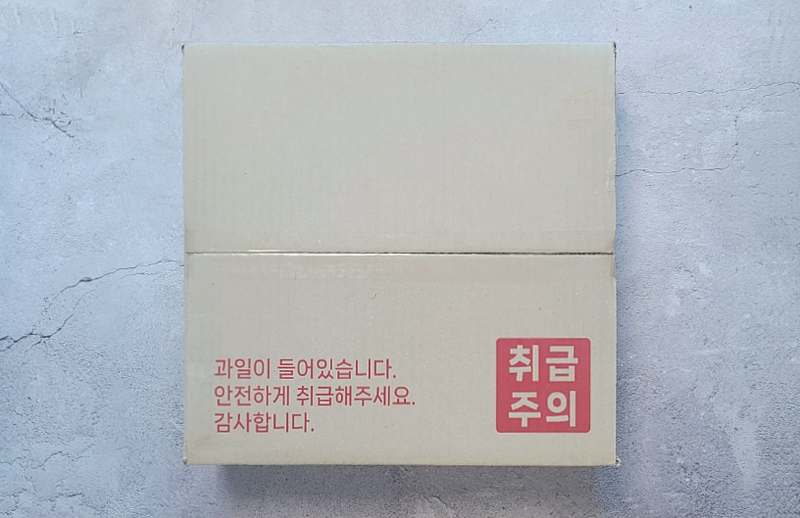 과일이 들어있습니다.
안전하게 취급해주세요.
감사합니다.
취급
주의